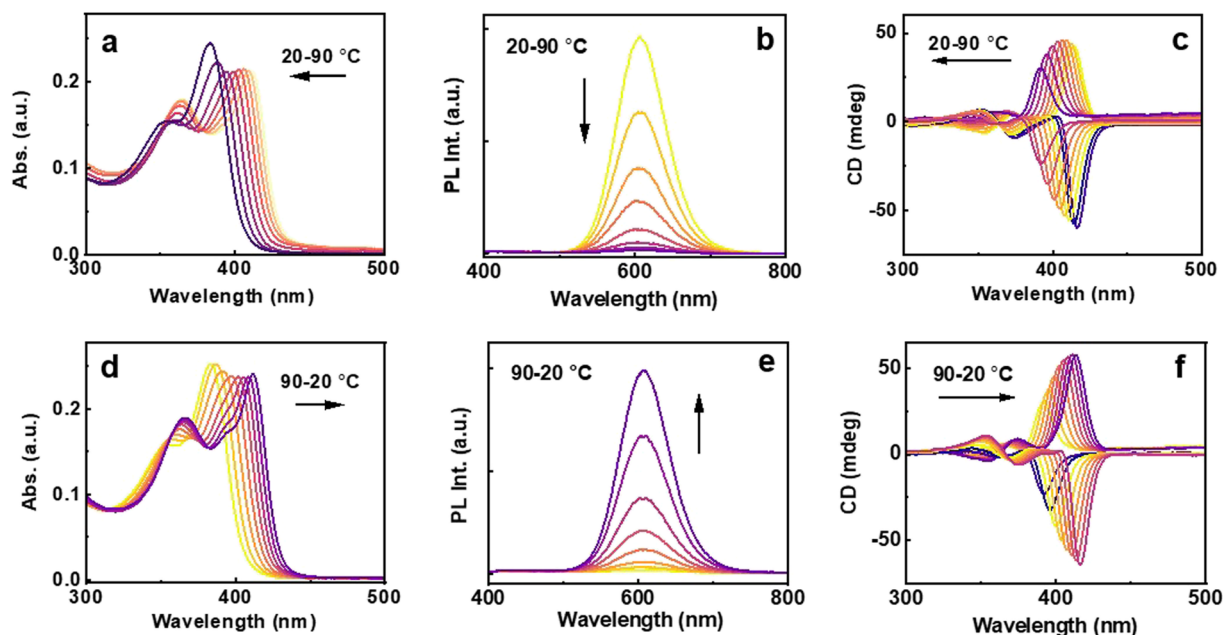 a
20-90 °C
Abs. (a.u.)
0.2
0.1
0.0
300 400 500
Wavelength (nm)
b
20-90 °C
PL Int. (a.u.)
400 600 800
Wavelength (nm)
c
20-90 °C
CD (mdeg)
50
0
-50
300 400 500
Wavelength (nm)
d
90-20 °C
Abs. (a.u.)
0.2
0.1
0.0
300 400 500
Wavelength (nm)
e
90-20 °C
PL Int. (a.u.)
400 600 800
Wavelength (nm)
f
90-20 °C
CD (mdeg)
50
0
-50
300 400 500
Wavelength (nm)